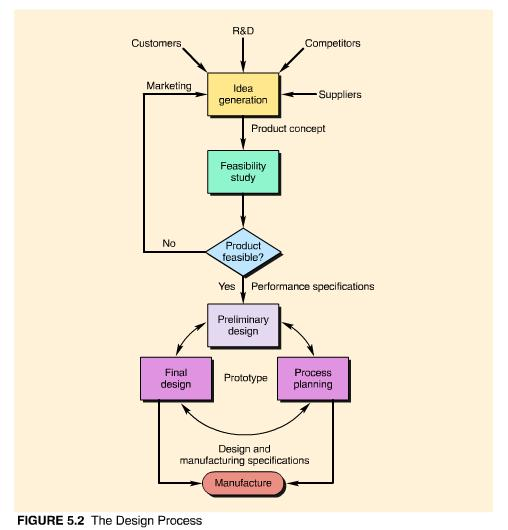 R&D
Customers
Competitors
Marketing
Idea
generation
Suppliers
Product concept
Feasibility
study
No
Product
feasible?
Yes
Performance specifications
Preliminary
design
Final
design
Prototype
Process
planning
Design and
manufacturing specifications
Manufacture
FIGURE 5.2 The Design Process